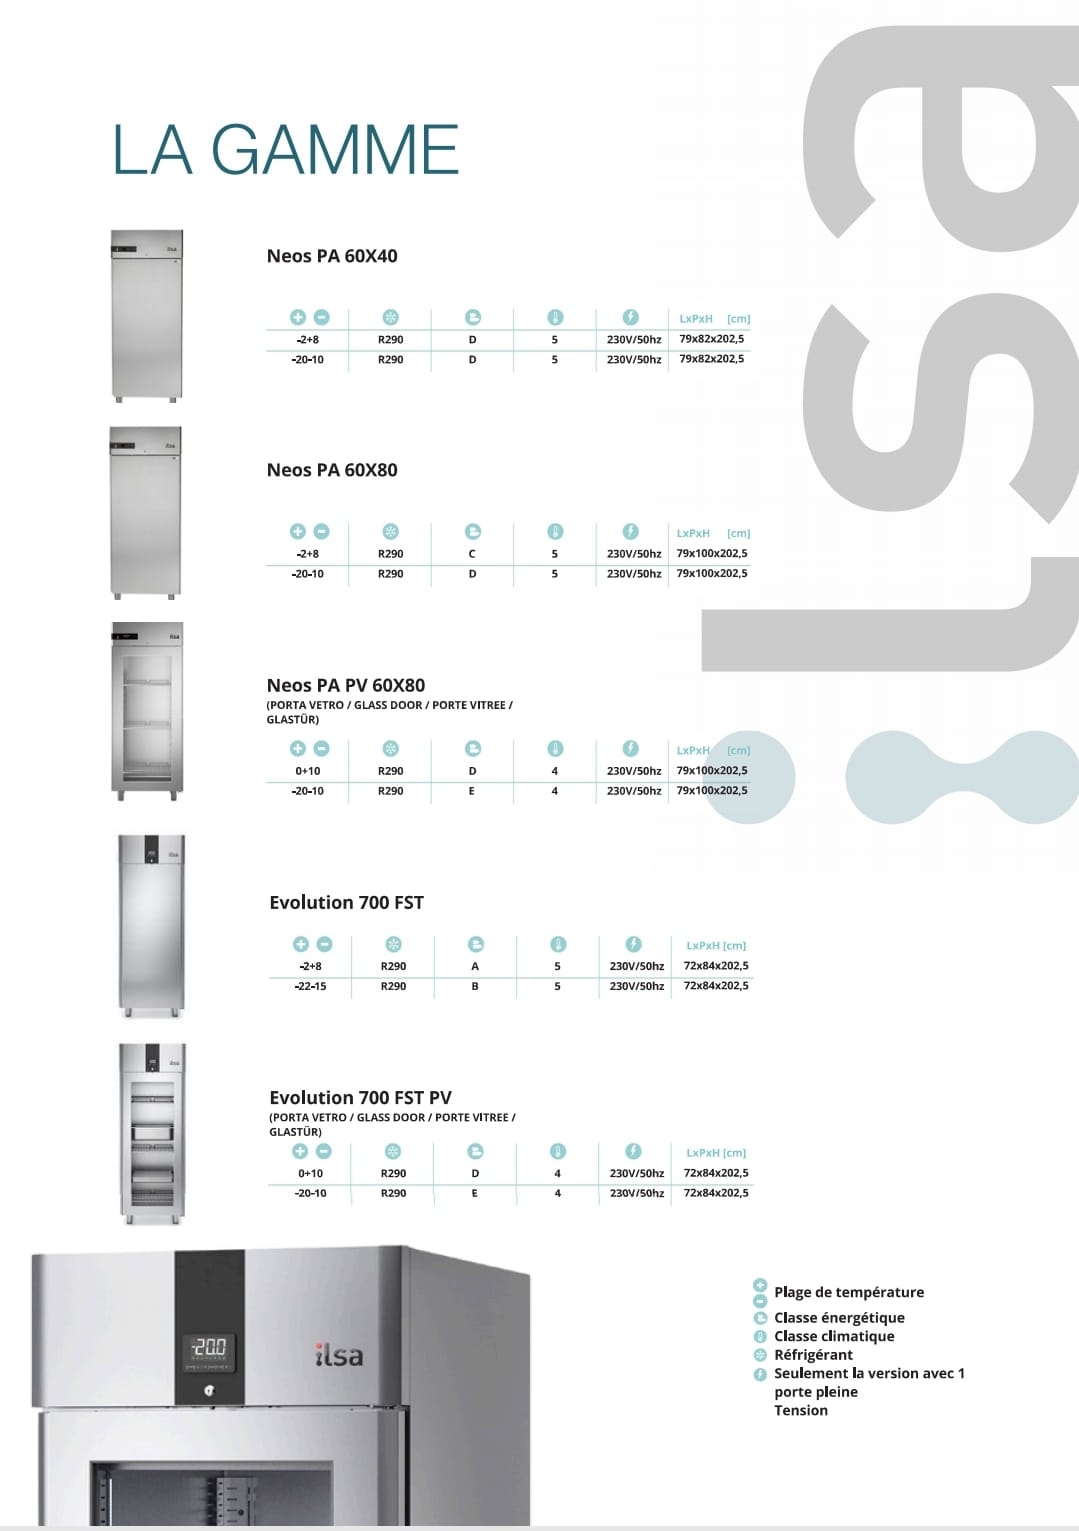 LA GAMME
ilsa
Neos PA 60X40
LxPxH [cm]
-2+8 R290 D 5 230V/50hz 79x82x202,5
-20-10 R290 D 5 230V/50hz 79x82x202,5
ilsa
Neos PA 60X80
LxPxH [cm]
-2+8 R290 C 5 230V/50hz 79x100x202,5
-20-10 R290 D 5 230V/50hz 79x100x202,5
ilsa
Neos PA PV 60X80
(PORTA VETRO / GLASS DOOR / PORTE VITREE /
GLASTÜR)
LxPxH [cm]
0+10 R290 D 4 230V/50hz 79x100x202,5
-20-10 R290 E 4 230V/50hz 79x100x202,5
ilsa
Evolution 700 FST
LxPxH [cm]
-2+8 R290 A 5 230V/50hz 72x84x202,5
-22-15 R290 B 5 230V/50hz 72x84x202,5
ilsa
Evolution 700 FST PV
(PORTA VETRO / GLASS DOOR / PORTE VITREE /
GLASTÜR)
LxPxH [cm]
0+10 R290 D 4 230V/50hz 72x84x202,5
-20-10 R290 E 4 230V/50hz 72x84x202,5
ilsa
-20.0
ilsa
Plage de température
Classe énergétique
Classe climatique
Réfrigérant
Seulement la version avec 1
porte pleine
Tension